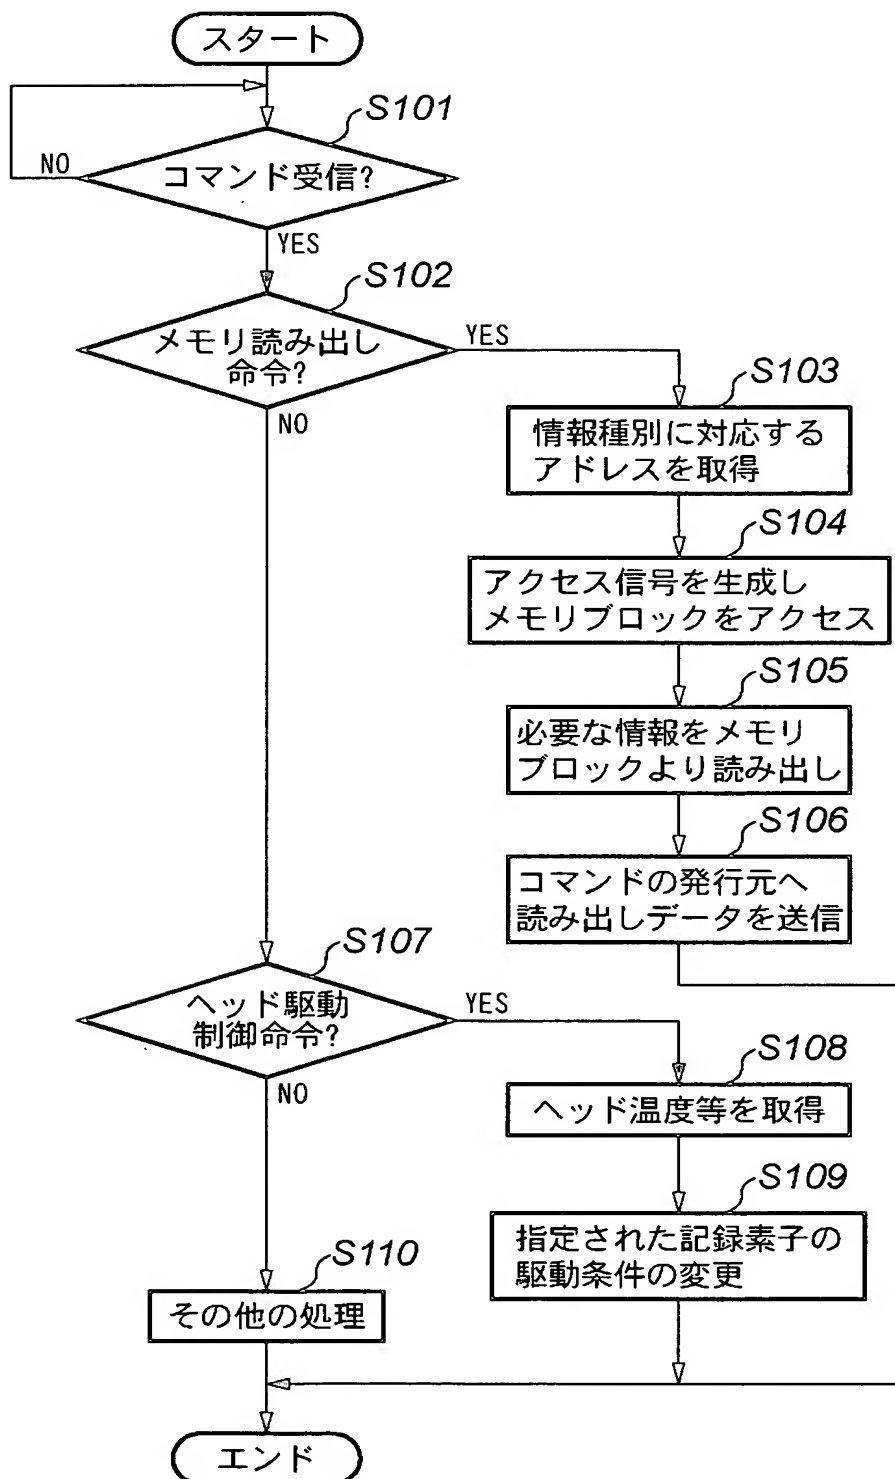 スタート
S101
NO
コマンド受信?
YES
S102
メモリ読み出し
命令?
YES
NO
S103
情報種別に対応する
アドレスを取得
S104
アクセス信号を生成し
メモリブロックをアクセス
S105
必要な情報をメモリ
ブロックより読み出し
S106
コマンドの発行元へ
読み出しデータを送信
S107
ヘッド駆動
制御命令?
YES
NO
S108
ヘッド温度等を取得
S109
指定された記録素子の
駆動条件の変更
S110
その他の処理
エンド